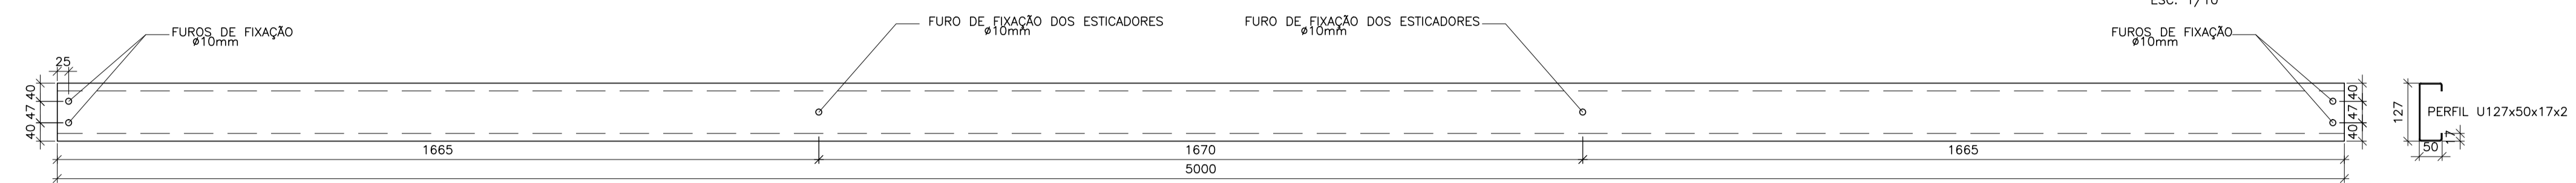 ESC. 1/10
FUROS DE FIXAÇÃO
ø10mm
FURO DE FIXAÇÃO DOS ESTICADORES
ø10mm
FURO DE FIXAÇÃO DOS ESTICADORES
ø10mm
FUROS DE FIXAÇÃO
ø10mm
25
40
47
40
40
47
40
127
PERFIL U127x50x17x2
17
50
1665
1670
1665
5000